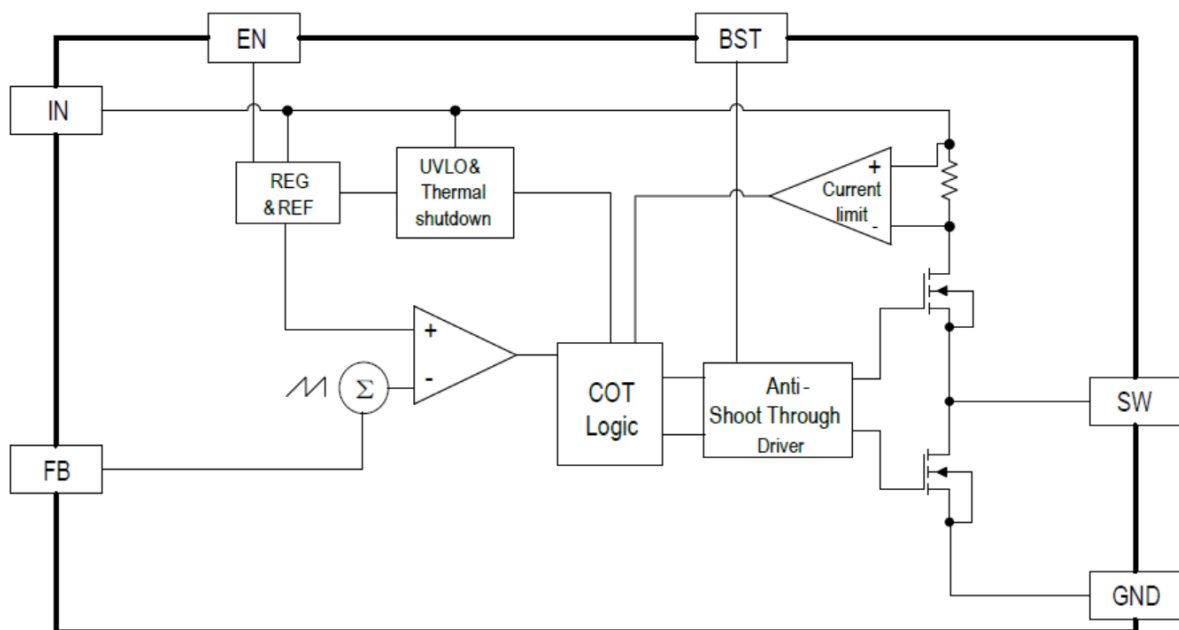 EN
BST
IN
REG
&REF
UVLO&
Thermal
shutdown
+
Current
limit
-
+
-
Σ
COT
Logic
Anti-
Shoot Through
Driver
SW
FB
GND